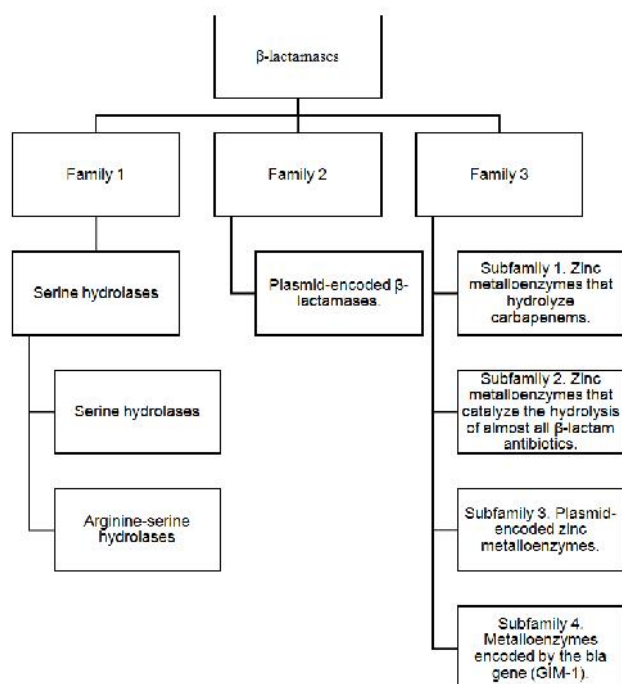 β-lactamases
Family 1
Family 2
Family 3
Serine hydrolases
Serine hydrolases
Arginine-serine
hydrolases
Plasmid-encoded β-
lactamases.
Subfamily 1. Zinc
metalloenzymes that
hydrolyze
carbapenems.
Subfamily 2. Zinc
metalloenzymes that
catalyze the hydrolysis
of almost all β-lactam
antibiotics.
Subfamily 3. Plasmid-
encoded zinc
metalloenzymes.
Subfamily 4.
Metalloenzymes
encoded by the bla
gene (GIM-1).